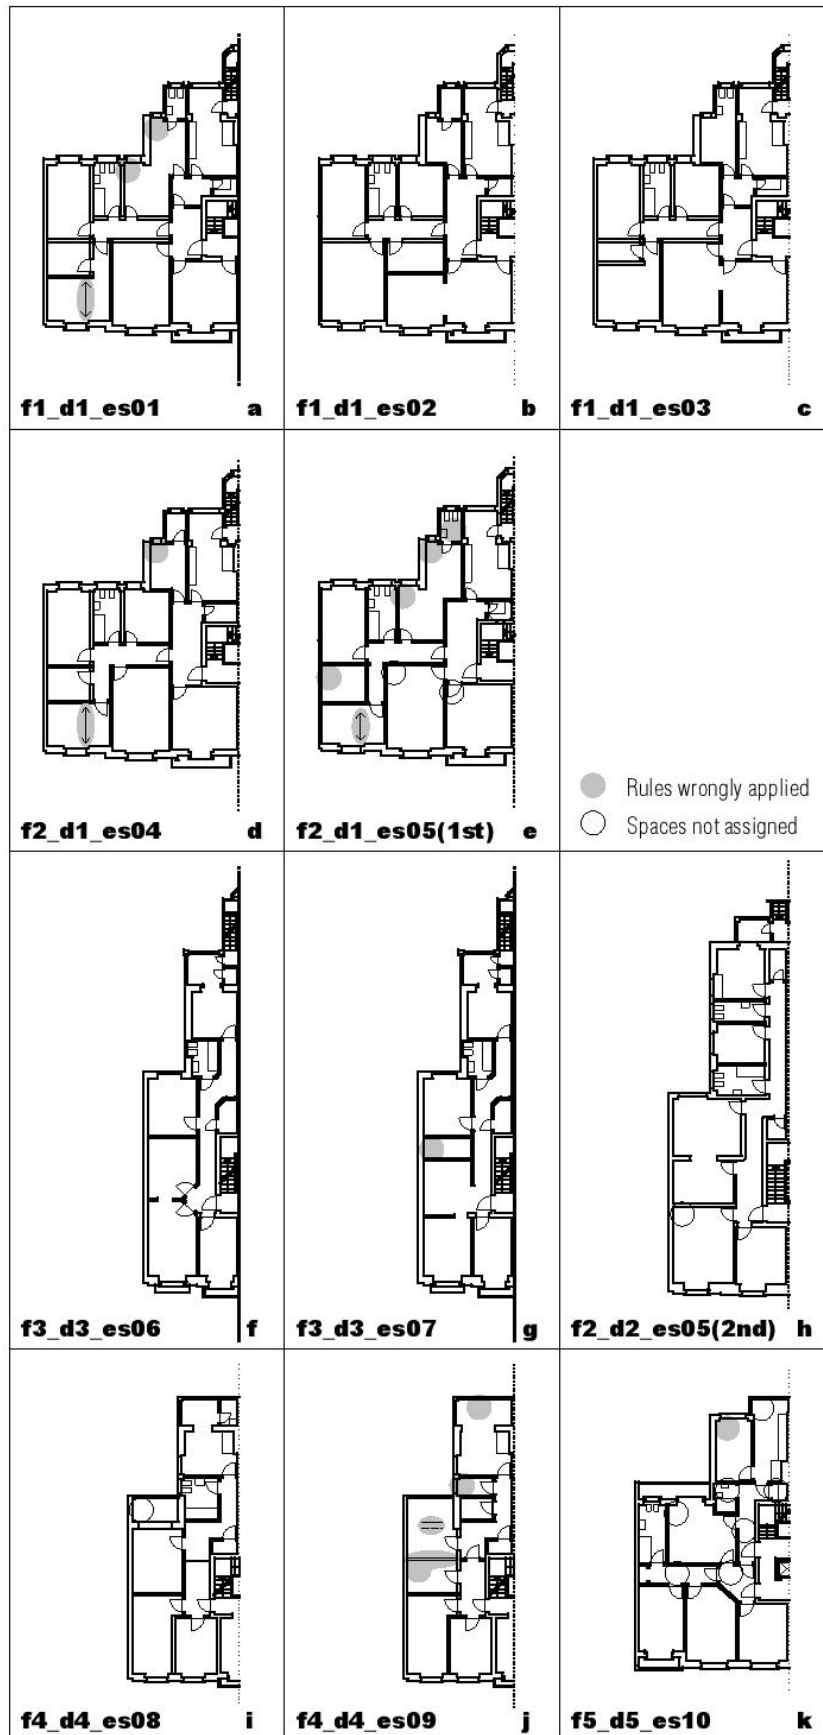 f1_d1_es01 a
f1_d1_es02 b
f1_d1_es03 c
f2_d1_es04 d
f2_d1_es05(1st) e
Rules wrongly applied
Spaces not assigned
f3_d3_es06 f
f3_d3_es07 g
f2_d2_es05(2nd) h
f4_d4_es08 i
f4_d4_es09 j
f5_d5_es10 k